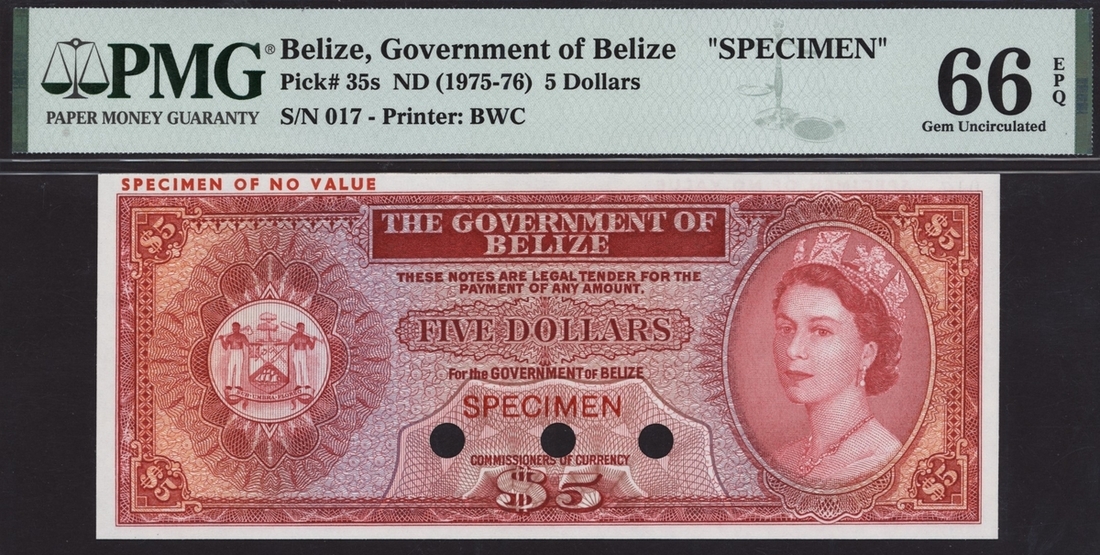 PMG®
PAPER MONEY GUARANTY
Belize, Government of Belize "SPECIMEN"
Pick# 35s ND (1975-76) 5 Dollars
S/N 017 - Printer: BWC
66
EPQ
Gem Uncirculated
SPECIMEN OF NO VALUE
$5
$5
THE GOVERNMENT OF
BELIZE
THESE NOTES ARE LEGAL TENDER FOR THE
PAYMENT OF ANY AMOUNT.
FIVE DOLLARS
For the GOVERNMENT of BELIZE
SPECIMEN
COMMISSIONERS OF CURRENCY
$5
$5
$5